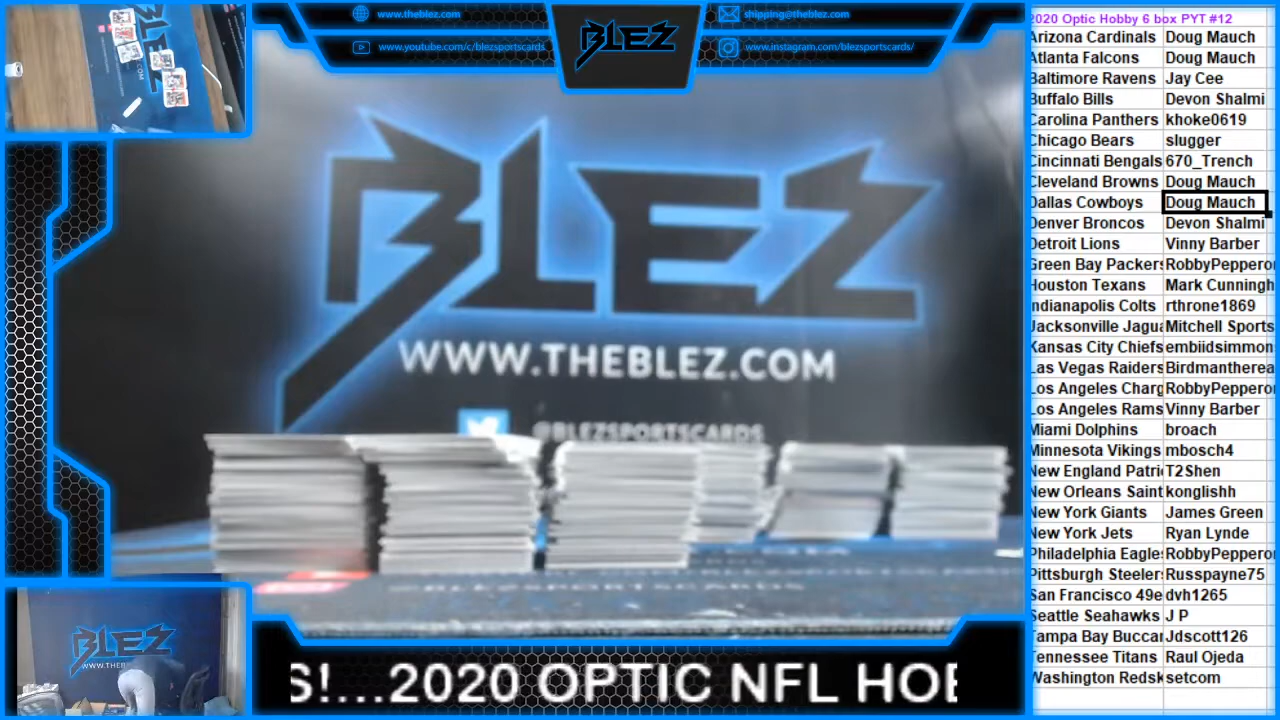 www.theblez.com
www.youtube.com/c/blezsportscards
BLEZ
shipping@theblez.com
www.instagram.com/blezsportscards/
BLEZ
WWW.THEBLEZ.COM
@BLEZSPORTSCARDS
BLEZ
S!...2020 OPTIC NFL HOB
2020 Optic Hobby 6 box PYT #12
Arizona Cardinals Doug Mauch
Atlanta Falcons Doug Mauch
Baltimore Ravens Jay Cee
Buffalo Bills Devon Shalmi
Carolina Panthers khoke0619
Chicago Bears slugger
Cincinnati Bengals 670_Trench
Cleveland Browns Doug Mauch
Dallas Cowboys Doug Mauch
Denver Broncos Devon Shalmi
Detroit Lions Vinny Barber
Green Bay Packers RobbyPeppero
Houston Texans Mark Cunningh
Indianapolis Colts rthrone1869
Jacksonville Jagua Mitchell Sports
Kansas City Chiefs embiidsimmon
Las Vegas Raiders Birdmantherea
Los Angeles Charg RobbyPeppero
Los Angeles Rams Vinny Barber
Miami Dolphins broach
Minnesota Vikings mbosch4
New England Patri T2Shen
New Orleans Saint konglishh
New York Giants James Green
New York Jets Ryan Lynde
Philadelphia Eagle RobbyPeppero
Pittsburgh Steelers Russpayne75
San Francisco 49e dvh1265
Seattle Seahawks J P
Tampa Bay Buccar Jdscott126
Tennessee Titans Raul Ojeda
Washington Redsk setcom